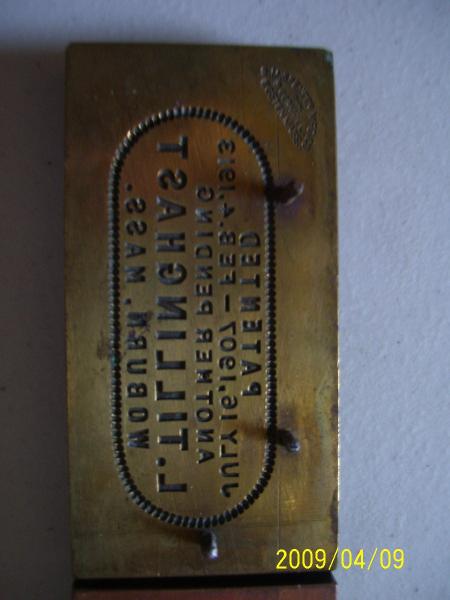 PATENTED
JULY 16, 1907 — FEB. 4, 1913
ANOTHER PENDING
L. TILLINGHAST
WOBURN, MASS.
2009/04/09